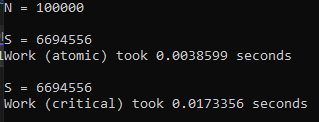 N = 100000
S = 6694556
Work (atomic) took 0.0038599 seconds
S = 6694556
Work (critical) took 0.0173356 seconds